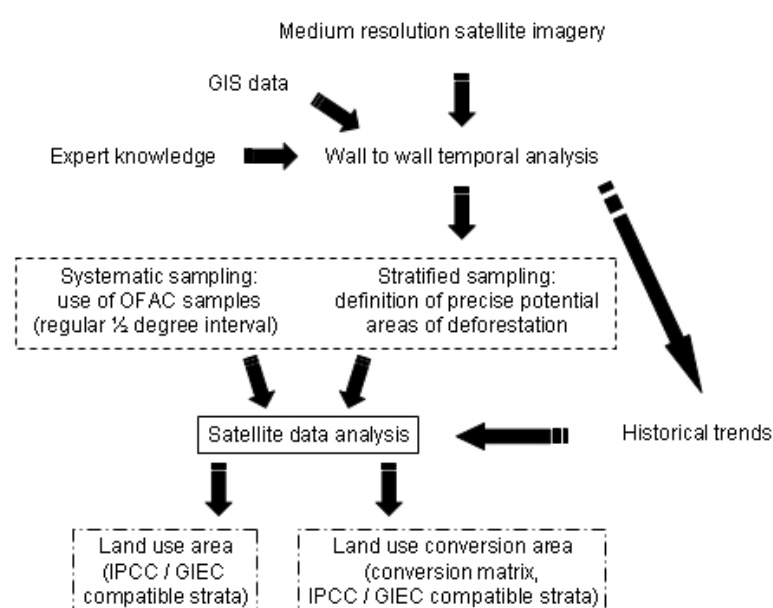 Medium resolution satellite imagery
GIS data
Expert knowledge
Wall to wall temporal analysis
Systematic sampling:
use of OFAC samples
(regular ½ degree interval)
Stratified sampling:
definition of precise potential
areas of deforestation
Satellite data analysis
Historical trends
Land use area
(IPCC / GIEC
compatible strata)
Land use conversion area
(conversion matrix,
IPCC / GIEC compatible strata)